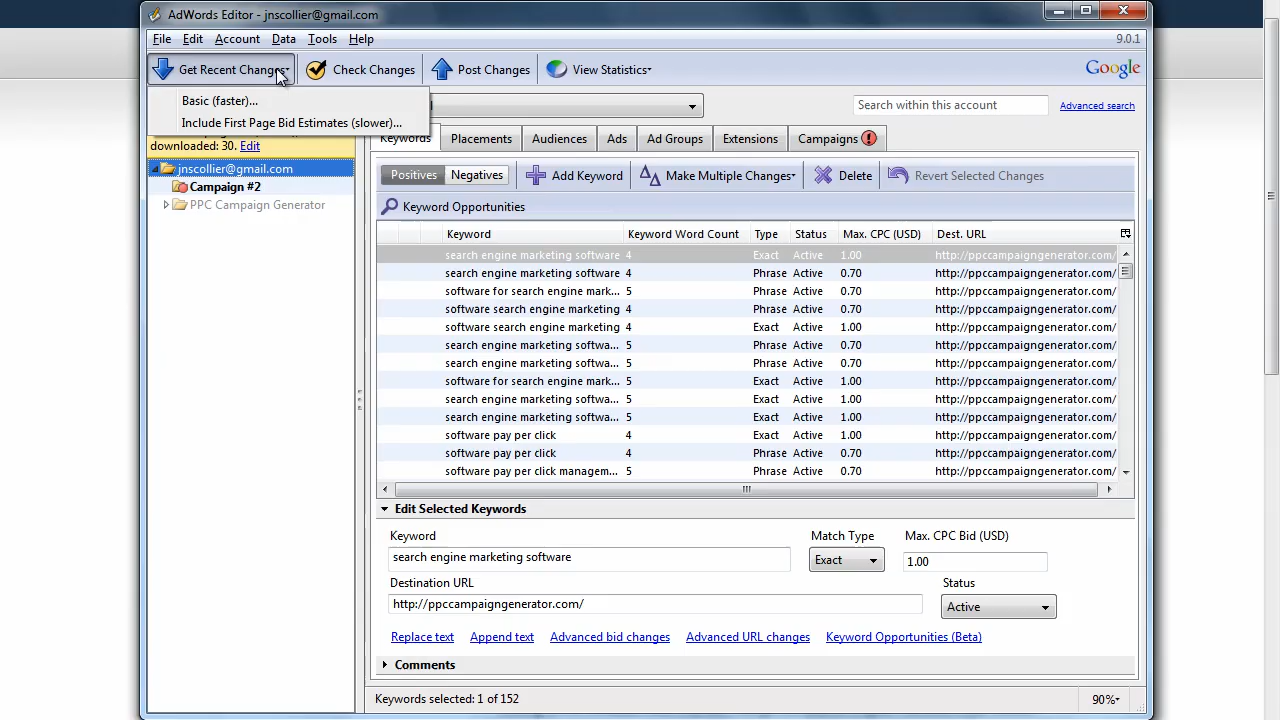 AdWords Editor - jnscollier@gmail.com
File Edit Account Data Tools Help 9.0.1
Get Recent Changes Check Changes Post Changes View Statistics Google
Basic (faster)...
Include First Page Bid Estimates (slower)...
Search within this account Advanced search
downloaded: 30. Edit
Keywords Placements Audiences Ads Ad Groups Extensions Campaigns
jnscollier@gmail.com
Campaign #2
PPC Campaign Generator
Positives Negatives Add Keyword Make Multiple Changes Delete Revert Selected Changes
Keyword Opportunities
Keyword Keyword Word Count Type Status Max. CPC (USD) Dest. URL
search engine marketing software 4 Exact Active 1.00 http://ppccampaigngenerator.com/
search engine marketing software 4 Phrase Active 0.70 http://ppccampaigngenerator.com/
software for search engine mark... 5 Phrase Active 0.70 http://ppccampaigngenerator.com/
software search engine marketing 4 Phrase Active 0.70 http://ppccampaigngenerator.com/
software search engine marketing 4 Exact Active 1.00 http://ppccampaigngenerator.com/
search engine marketing softwa... 5 Phrase Active 0.70 http://ppccampaigngenerator.com/
search engine marketing softwa... 5 Phrase Active 0.70 http://ppccampaigngenerator.com/
software for search engine mark... 5 Exact Active 1.00 http://ppccampaigngenerator.com/
search engine marketing softwa... 5 Exact Active 1.00 http://ppccampaigngenerator.com/
search engine marketing softwa... 5 Exact Active 1.00 http://ppccampaigngenerator.com/
software pay per click 4 Exact Active 1.00 http://ppccampaigngenerator.com/
software pay per click 4 Phrase Active 0.70 http://ppccampaigngenerator.com/
software pay per click managem... 5 Phrase Active 0.70 http://ppccampaigngenerator.com/
Edit Selected Keywords
Keyword Match Type Max. CPC Bid (USD)
search engine marketing software Exact 1.00
Destination URL Status
http://ppccampaigngenerator.com/ Active
Replace text Append text Advanced bid changes Advanced URL changes Keyword Opportunities (Beta)
Comments
Keywords selected: 1 of 152 90%